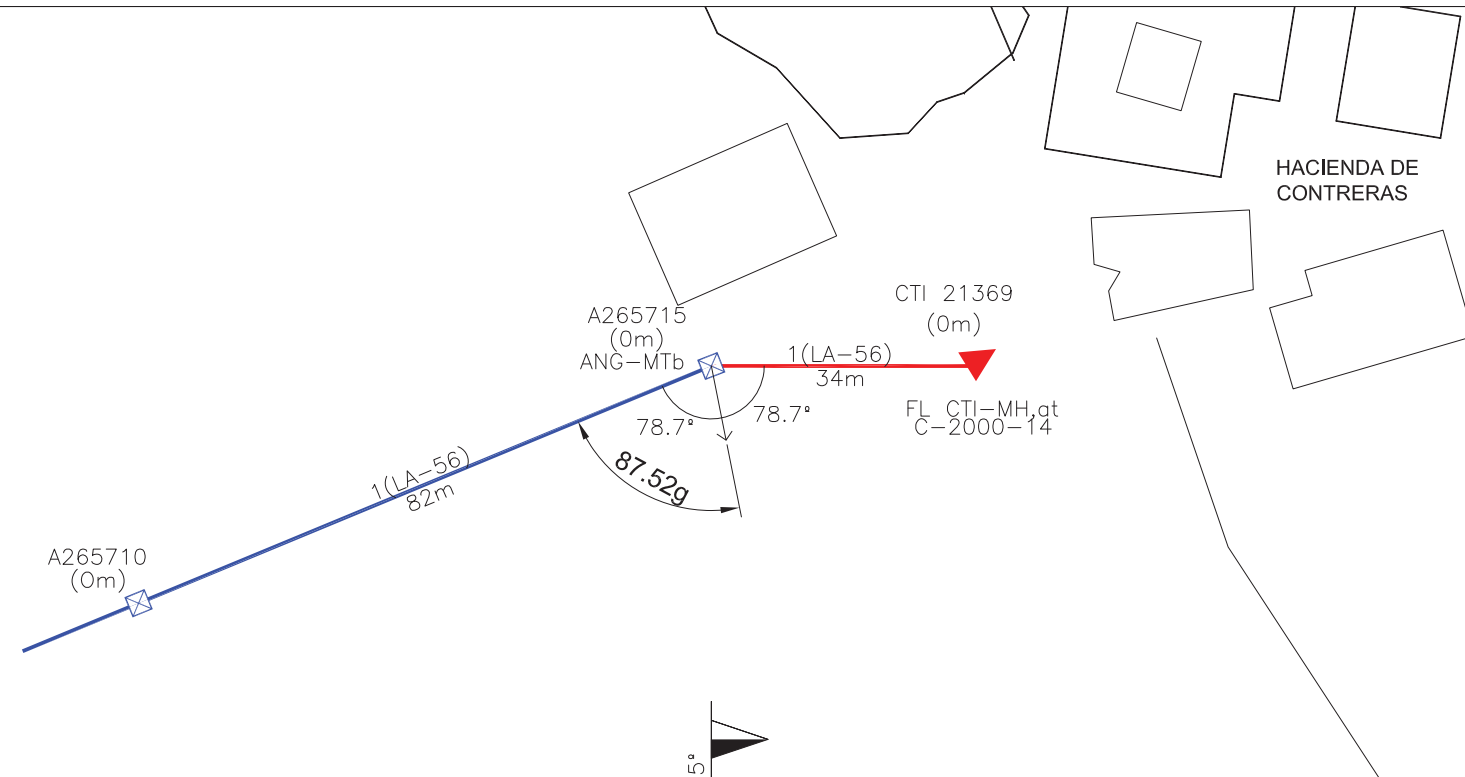 HACIENDA DE
CONTRERAS
CTI 21369
(0m)
A265715
(0m)
ANG-MTb
1(LA-56)
34m
FL CTI-MH,at
C-2000-14
78.7º
78.7º
87.52g
1(LA-56)
82m
A265710
(0m)
5º